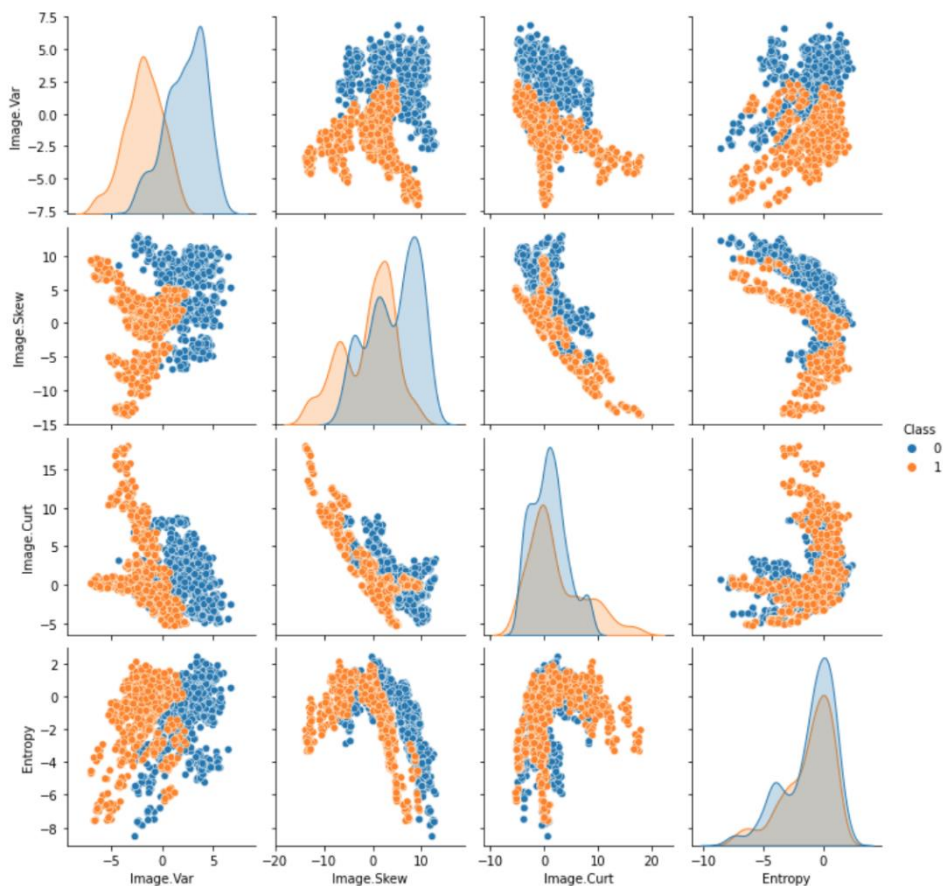 7.5
5.0
2.5
0.0
−2.5
−5.0
−7.5
Image.Var
10
5
0
−5
−10
−15
Image.Skew
Class
0
1
15
10
5
0
−5
Image.Curt
2
0
−2
−4
−6
−8
Entropy
−5 0 5
−20 −10 0 10
−10 0 10 20
−10 −5 0
Image.Var Image.Skew Image.Curt Entropy